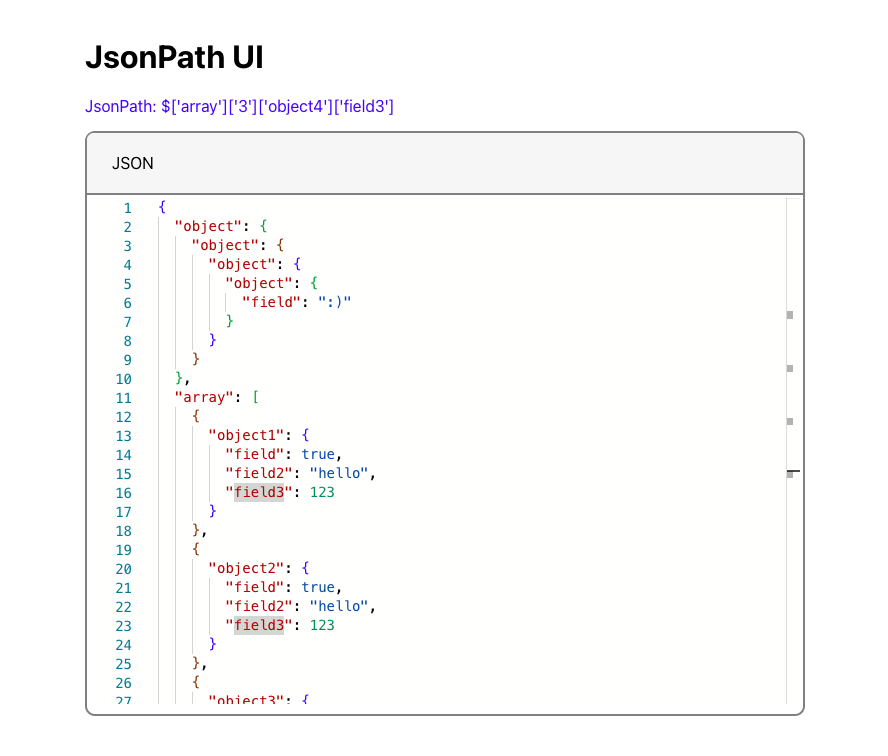 JsonPath UI
JsonPath: $['array']['3']['object4']['field3']
JSON
1 {
2   "object": {
3     "object": {
4       "object": {
5         "object": {
6           "field": ":)"
7         }
8       }
9     }
10   },
11   "array": [
12     {
13       "object1": {
14         "field": true,
15         "field2": "hello",
16         "field3": 123
17       }
18     },
19     {
20       "object2": {
21         "field": true,
22         "field2": "hello",
23         "field3": 123
24       }
25     },
26     {
27       "object3": {